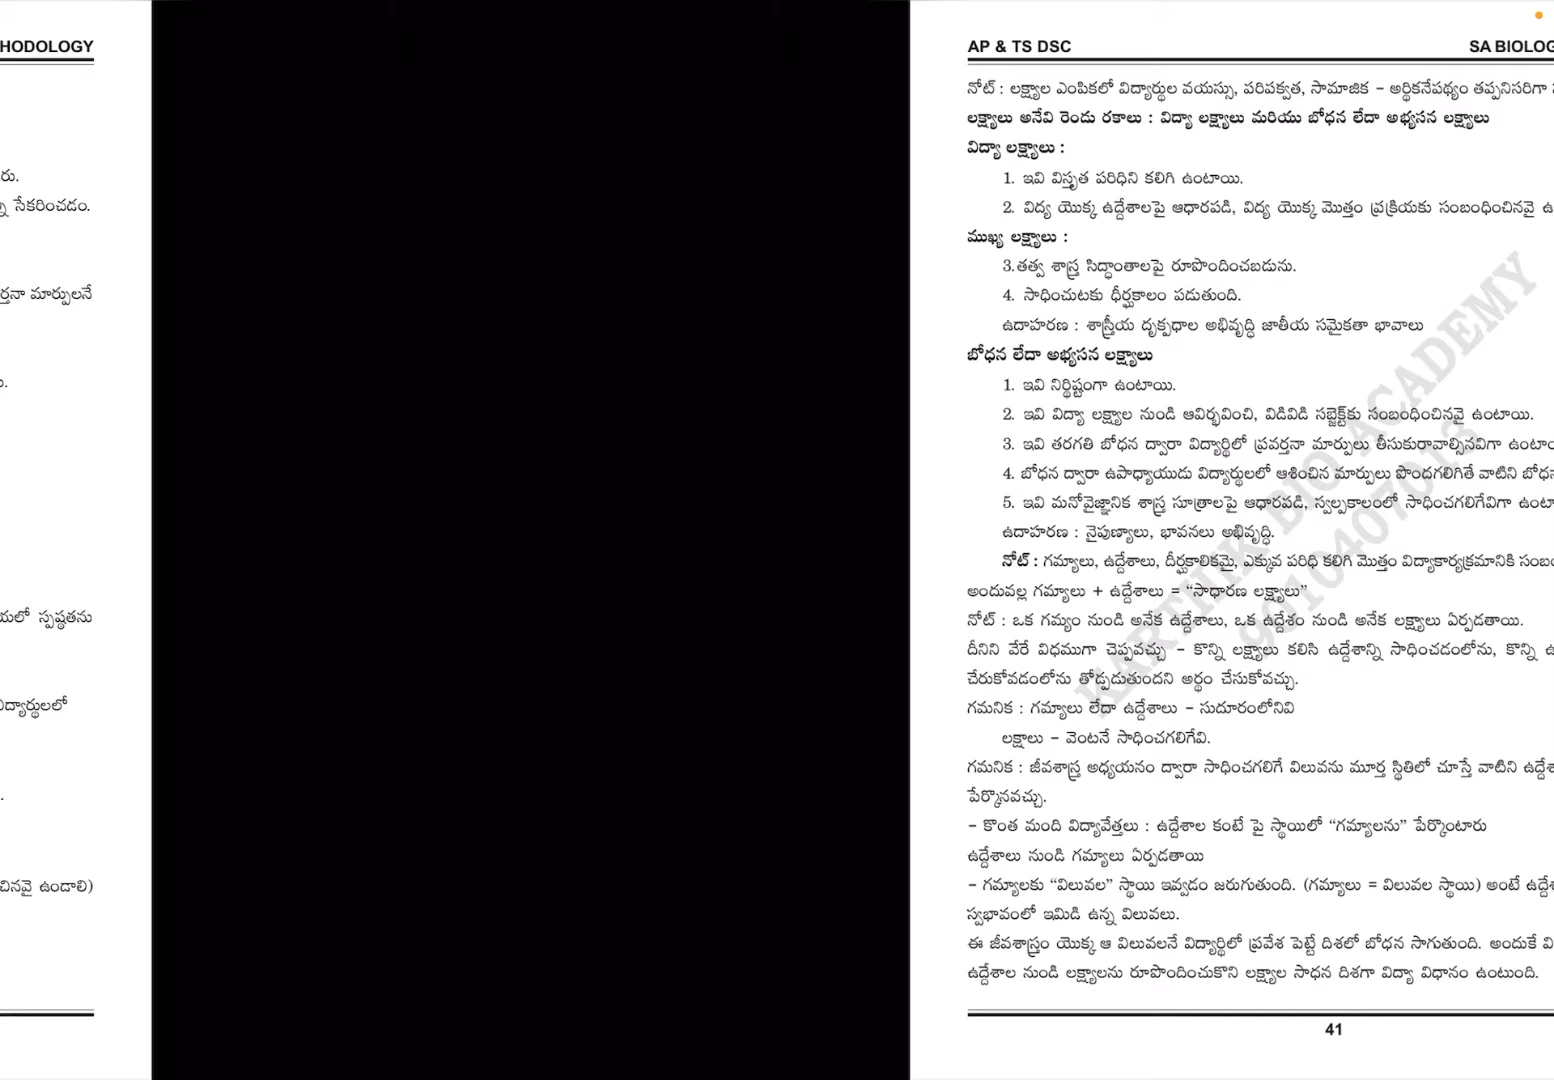 HODOLOGY
రు.
న్ని సేకరించడం.
ర్తనా మార్పులనే
యలో స్పష్ఠతను
విద్యార్థులలో
చినవై ఉండాలి)
AP & TS DSC
SA BIOLOG
నోట్ : లక్ష్యాల ఎంపికలో విద్యార్థుల వయస్సు, పరిపక్వత, సామాజిక - అర్థికనేపథ్యం తప్పనిసరిగా
లక్ష్యాలు అనేవి రెండు రకాలు : విద్యా లక్ష్యాలు మరియు బోధన లేదా అభ్యసన లక్ష్యాలు
విద్యా లక్ష్యాలు :
1. ఇవి విస్తృత పరిధిని కలిగి ఉంటాయి.
2. విద్య యొక్క ఉద్దేశాలపై ఆధారపడి, విద్య యొక్క మొత్తం ప్రక్రియకు సంబంధించినవై ఉ
ముఖ్య లక్ష్యాలు :
3.తత్వ శాస్త్ర సిద్ధాంతాలపై రూపొందించబడును.
4. సాధించుటకు ధీర్ఘకాలం పడుతుంది.
ఉదాహరణ : శాస్త్రీయ దృక్పధాల అభివృద్ధి జాతీయ సమైకతా భావాలు
బోధన లేదా అభ్యసన లక్ష్యాలు
1. ఇవి నిర్థిష్టంగా ఉంటాయి.
2. ఇవి విద్యా లక్ష్యాల నుండి ఆవిర్భవించి, విడివిడి సబ్జెక్ట్‌కు సంబంధించినవై ఉంటాయి.
3. ఇవి తరగతి బోధన ద్వారా విద్యార్థిలో ప్రవర్తనా మార్పులు తీసుకురావాల్సినవిగా ఉంటాం
4. బోధన ద్వారా ఉపాధ్యాయుడు విద్యార్థులలో ఆశించిన మార్పులు పొందగలిగితే వాటిని బోధన
5. ఇవి మనోవైజ్ఞానిక శాస్త్ర సూత్రాలపై ఆధారపడి, స్వల్పకాలంలో సాధించగలిగేవిగా ఉంటా
ఉదాహరణ : నైపుణ్యాలు, భావనలు అభివృద్ధి.
నోట్ : గమ్యాలు, ఉద్దేశాలు, దీర్ఘకాలికమై, ఎక్కువ పరిధి కలిగి మొత్తం విద్యాకార్యక్రమానికి సంబం
అందువల్ల గమ్యాలు + ఉద్దేశాలు = "సాధారణ లక్ష్యాలు"
నోట్ : ఒక గమ్యం నుండి అనేక ఉద్దేశాలు, ఒక ఉద్దేశం నుండి అనేక లక్ష్యాలు ఏర్పడతాయి.
దీనిని వేరే విధముగా చెప్పవచ్చు - కొన్ని లక్ష్యాలు కలిసి ఉద్దేశాన్ని సాధించడంలోను, కొన్ని ఉ
చేరుకోవడంలోను తోడ్పడుతుందని అర్థం చేసుకోవచ్చు.
గమనిక : గమ్యాలు లేదా ఉద్దేశాలు - సుదూరంలోనివి
లక్షాలు - వెంటనే సాధించగలిగేవి.
గమనిక : జీవశాస్త్ర అధ్యయనం ద్వారా సాధించగలిగే విలువను మూర్త స్థితిలో చూస్తే వాటిని ఉద్దేశ
పేర్కొనవచ్చు.
- కొంత మంది విద్యావేత్తలు : ఉద్దేశాల కంటే పై స్థాయిలో "గమ్యాలను" పేర్కొంటారు
ఉద్దేశాలు నుండి గమ్యాలు ఏర్పడతాయి
- గమ్యాలకు "విలువల" స్థాయి ఇవ్వడం జరుగుతుంది. (గమ్యాలు = విలువల స్థాయి) అంటే ఉద్దేశ
స్వభావంలో ఇమిడి ఉన్న విలువలు.
ఈ జీవశాస్త్రం యొక్క ఆ విలువలనే విద్యార్థిలో ప్రవేశ పెట్టే దిశలో బోధన సాగుతుంది. అందుకే వి
ఉద్దేశాల నుండి లక్ష్యాలను రూపొందించుకొని లక్ష్యాల సాధన దిశగా విద్యా విధానం ఉంటుంది.
41
KARTHIK BIO ACADEMY
9010407013